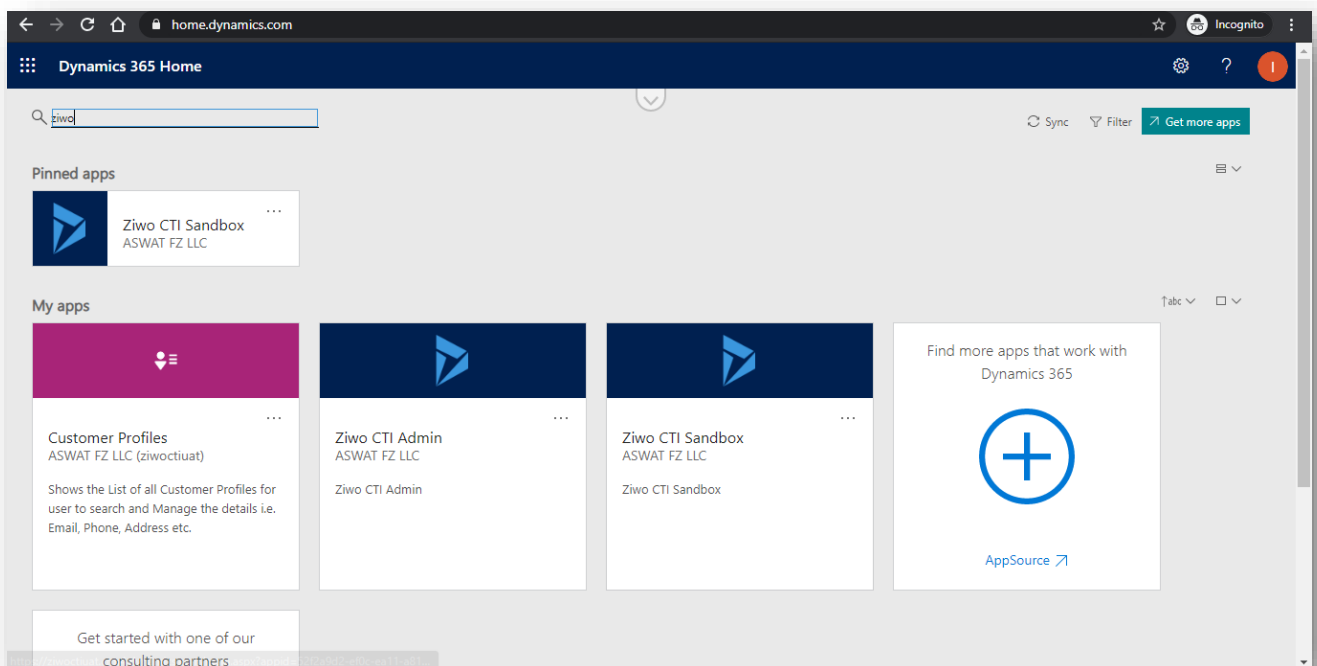 home.dynamics.com
Incognito
Dynamics 365 Home
?
I
ziwo
Sync
Filter
Get more apps
Pinned apps
Ziwo CTI Sandbox
ASWAT FZ LLC
My apps
↑abc
Customer Profiles
ASWAT FZ LLC (ziwoctiuat)
Shows the List of all Customer Profiles for
user to search and Manage the details i.e.
Email, Phone, Address etc.
Ziwo CTI Admin
ASWAT FZ LLC
Ziwo CTI Admin
Ziwo CTI Sandbox
ASWAT FZ LLC
Ziwo CTI Sandbox
Find more apps that work with
Dynamics 365
AppSource
Get started with one of our
consulting partners